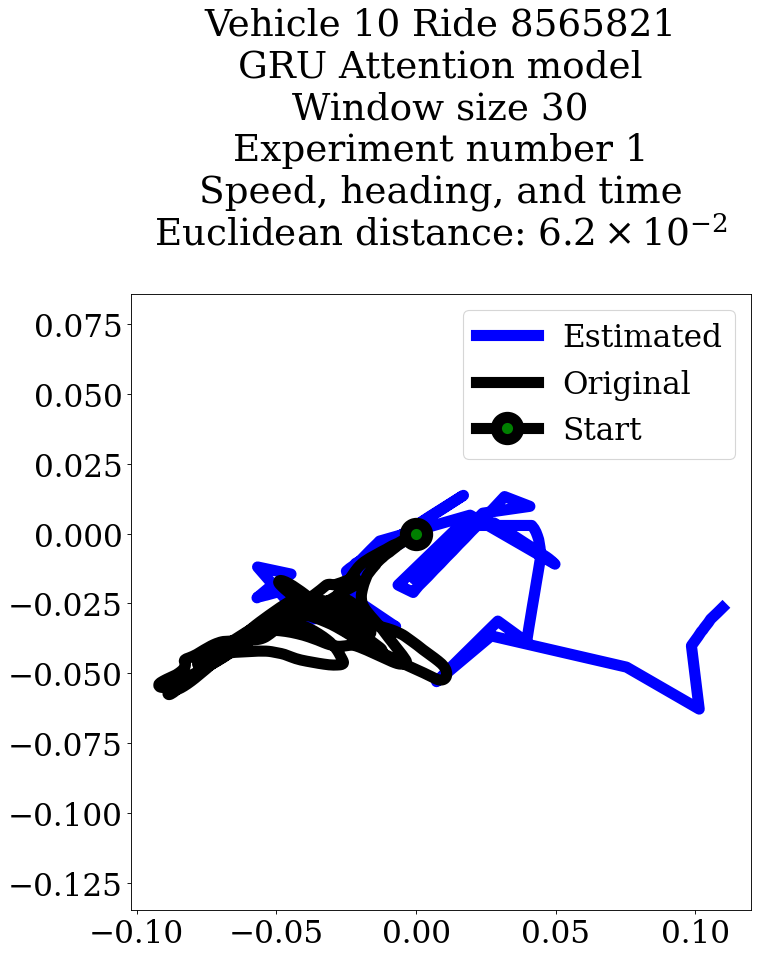 Vehicle 10 Ride 8565821
GRU Attention model
Window size 30
Experiment number 1
Speed, heading, and time
Euclidean distance: 6.2 × 10⁻²
Estimated
Original
Start
0.075
0.050
0.025
0.000
−0.025
−0.050
−0.075
−0.100
−0.125
−0.10
−0.05
0.00
0.05
0.10